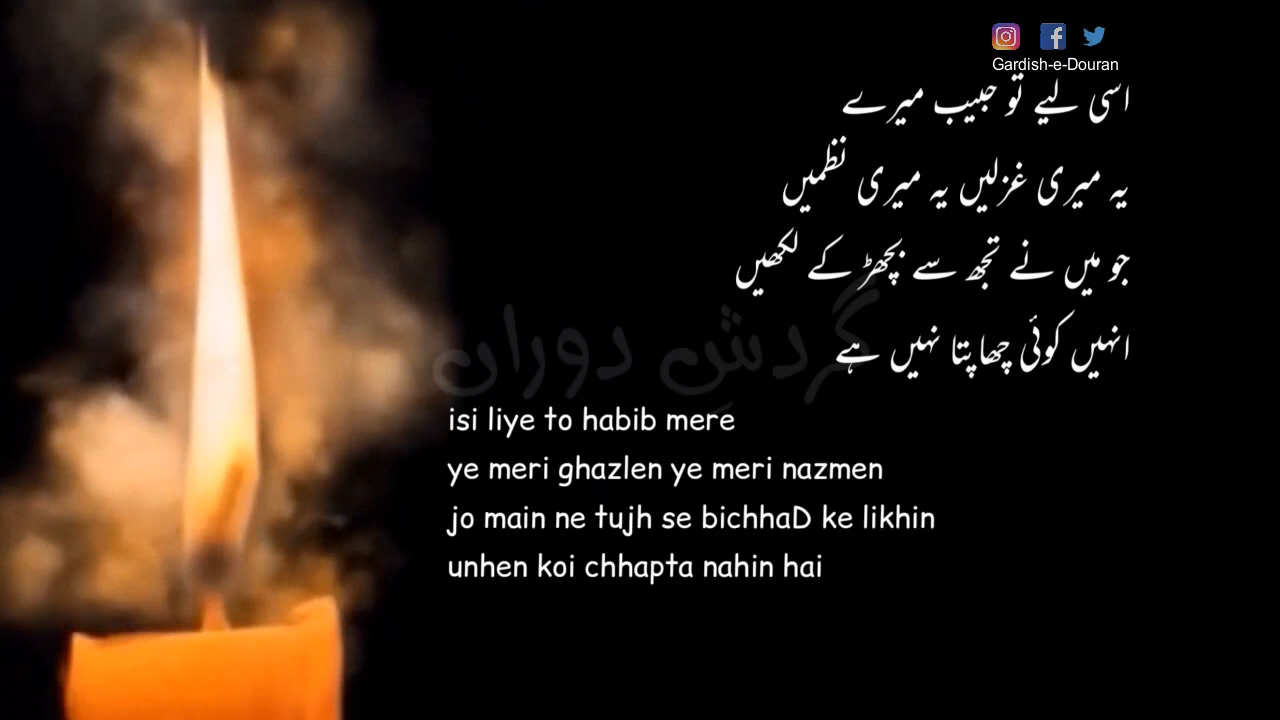 Gardish-e-Douran
اسی لیے تو حبیب میرے
یہ میری غزلیں یہ میری نظمیں
جو میں نے تجھ سے بچھڑ کے لکھیں
گردشِ دوراں
انہیں کوئی چھاپتا نہیں ہے
isi liye to habib mere
ye meri ghazlen ye meri nazmen
jo main ne tujh se bichhaD ke likhin
unhen koi chhapta nahin hai